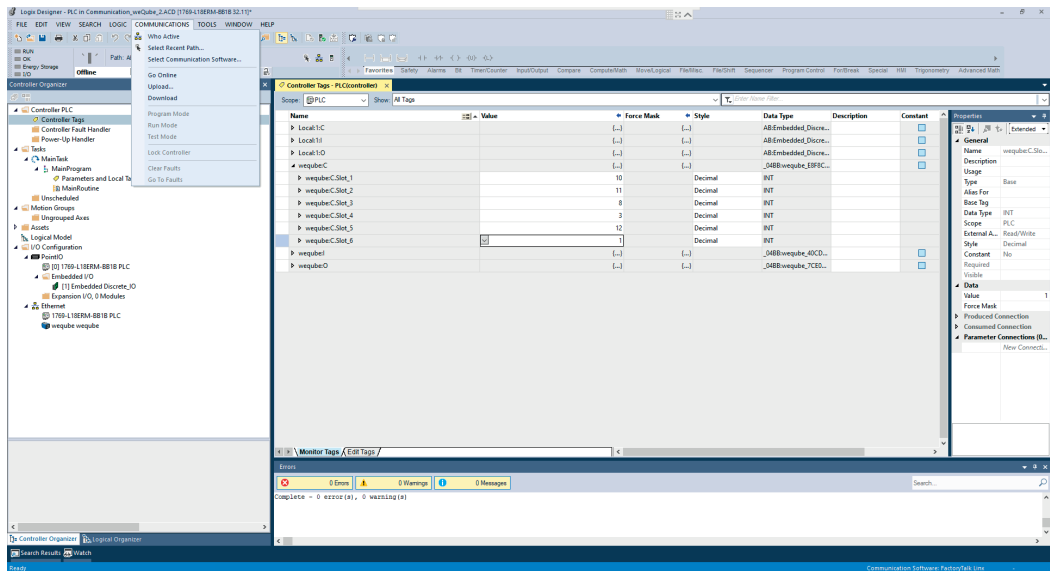 Logix Designer - PLC in Communication_weQube_2.ACD [1769-L18ERM-BB1B 32.11]*
FILE EDIT VIEW SEARCH LOGIC COMMUNICATIONS TOOLS WINDOW HELP
Who Active
Select Recent Path...
Select Communication Software...
Go Online
Upload...
Download
Program Mode
Run Mode
Test Mode
Lock Controller
Clear Faults
Go To Faults
RUN
OK
Energy Storage
I/O
Offline
Path:
Favorites Safety Alarms Bit Timer/Counter Input/Output Compare Compute/Math Move/Logical File/Misc. File/Shift Sequencer Program Control For/Break Special HMI Trigonometry Advanced Math
Controller Organizer
Controller PLC
Controller Tags
Controller Fault Handler
Power-Up Handler
Tasks
MainTask
MainProgram
Parameters and Local Ta
MainRoutine
Unscheduled
Motion Groups
Ungrouped Axes
Assets
Logical Model
I/O Configuration
PointIO
[0] 1769-L18ERM-BB1B PLC
Embedded I/O
[1] Embedded Discrete_IO
Expansion I/O, 0 Modules
Ethernet
1769-L18ERM-BB1B PLC
weqube weqube
Controller Organizer Logical Organizer
Controller Tags - PLC(controller)
Scope: PLC Show: All Tags Enter Name Filter...
Name Value Force Mask Style Data Type Description Constant
Local:1:C {...} {...} AB:Embedded_Discre...
Local:1:I {...} {...} AB:Embedded_Discre...
Local:1:O {...} {...} AB:Embedded_Discre...
weqube:C {...} {...} _04BB:weqube_E8F8C...
weqube:C.Slot_1 10 Decimal INT
weqube:C.Slot_2 11 Decimal INT
weqube:C.Slot_3 8 Decimal INT
weqube:C.Slot_4 3 Decimal INT
weqube:C.Slot_5 12 Decimal INT
weqube:C.Slot_6 1 Decimal INT
weqube:I {...} {...} _04BB:weqube_40CD...
weqube:O {...} {...} _04BB:weqube_7CE0...
Monitor Tags Edit Tags
Properties
Extended
General
Name weqube:C.Slo...
Description
Usage
Type Base
Alias For
Base Tag
Data Type INT
Scope PLC
External A... Read/Write
Style Decimal
Constant No
Required
Visible
Data
Value 1
Force Mask
Produced Connection
Consumed Connection
Parameter Connections (0...
New Connecti...
Errors
0 Errors 0 Warnings 0 Messages Search...
Complete - 0 error(s), 0 warning(s)
Search Results Watch
Ready Communication Software: FactoryTalk Linx